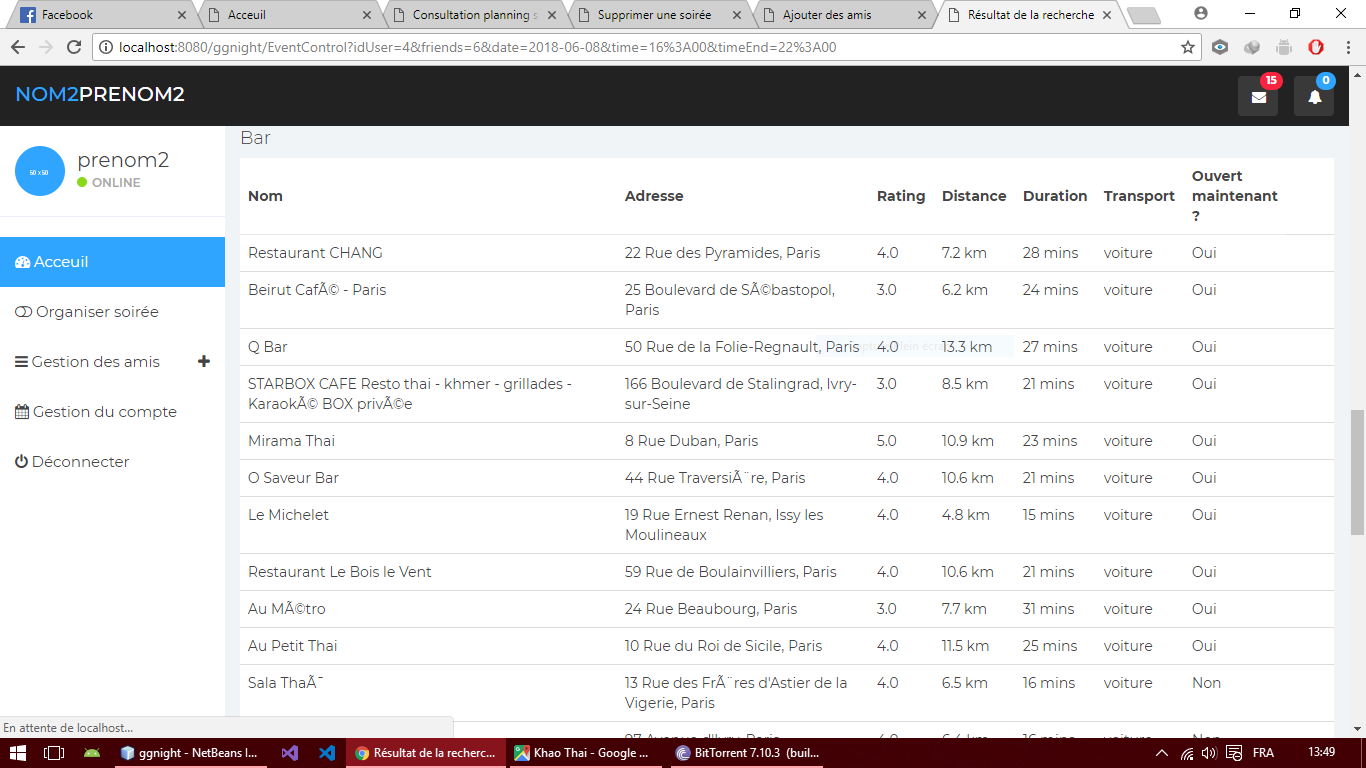 Facebook
Acceuil
Consultation planning s
Supprimer une soirée
Ajouter des amis
Résultat de la recherche
localhost:8080/ggnight/EventControl?idUser=4&friends=6&date=2018-06-08&time=16%3A00&timeEnd=22%3A00
NOM2PRENOM2
15
0
50 x 50
prenom2
ONLINE
Acceuil
Organiser soirée
Gestion des amis
Gestion du compte
Déconnecter
Bar
Nom Adresse Rating Distance Duration Transport Ouvert maintenant ?
Restaurant CHANG 22 Rue des Pyramides, Paris 4.0 7.2 km 28 mins voiture Oui
Beirut CafÃ© - Paris 25 Boulevard de SÃ©bastopol, Paris 3.0 6.2 km 24 mins voiture Oui
Q Bar 50 Rue de la Folie-Regnault, Paris 4.0 13.3 km 27 mins voiture Oui
STARBOX CAFE Resto thai - khmer - grillades - KaraokÃ© BOX privÃ©e 166 Boulevard de Stalingrad, Ivry-sur-Seine 3.0 8.5 km 21 mins voiture Oui
Mirama Thai 8 Rue Duban, Paris 5.0 10.9 km 23 mins voiture Oui
O Saveur Bar 44 Rue TraversiÃ¨re, Paris 4.0 10.6 km 21 mins voiture Oui
Le Michelet 19 Rue Ernest Renan, Issy les Moulineaux 4.0 4.8 km 15 mins voiture Oui
Restaurant Le Bois le Vent 59 Rue de Boulainvilliers, Paris 4.0 10.6 km 21 mins voiture Oui
Au MÃ©tro 24 Rue Beaubourg, Paris 3.0 7.7 km 31 mins voiture Oui
Au Petit Thai 10 Rue du Roi de Sicile, Paris 4.0 11.5 km 25 mins voiture Oui
Sala ThaÃ¯ 13 Rue des FrÃ¨res d'Astier de la Vigerie, Paris 4.0 6.5 km 16 mins voiture Non
En attente de localhost...
ggnight - NetBeans I...
Résultat de la recherc...
Khao Thai - Google ...
BitTorrent 7.10.3 (buil...
FRA
13:49